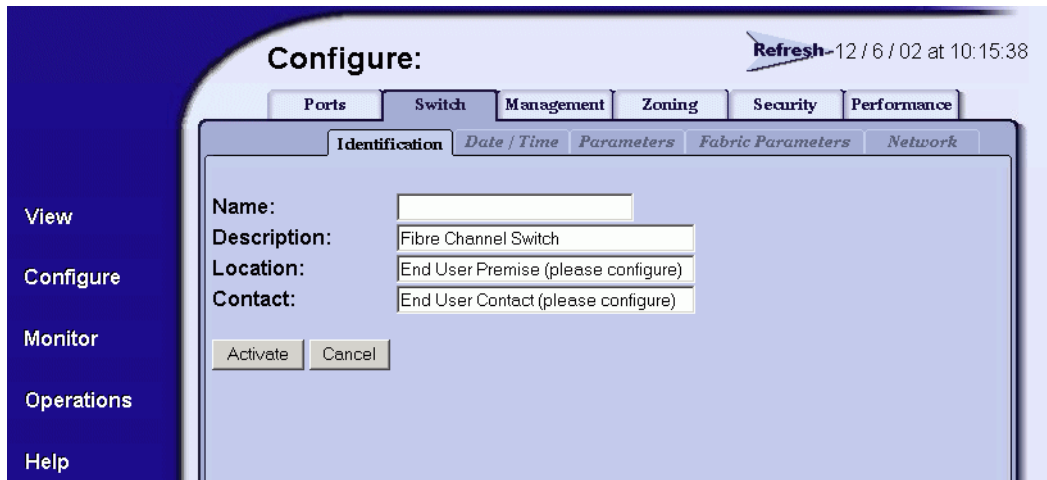 Configure:
Refresh-12 / 6 / 02 at 10:15:38
Ports Switch Management Zoning Security Performance
Identification Date / Time Parameters Fabric Parameters Network
View
Configure
Monitor
Operations
Help
Name:
Description: Fibre Channel Switch
Location: End User Premise (please configure)
Contact: End User Contact (please configure)
Activate Cancel